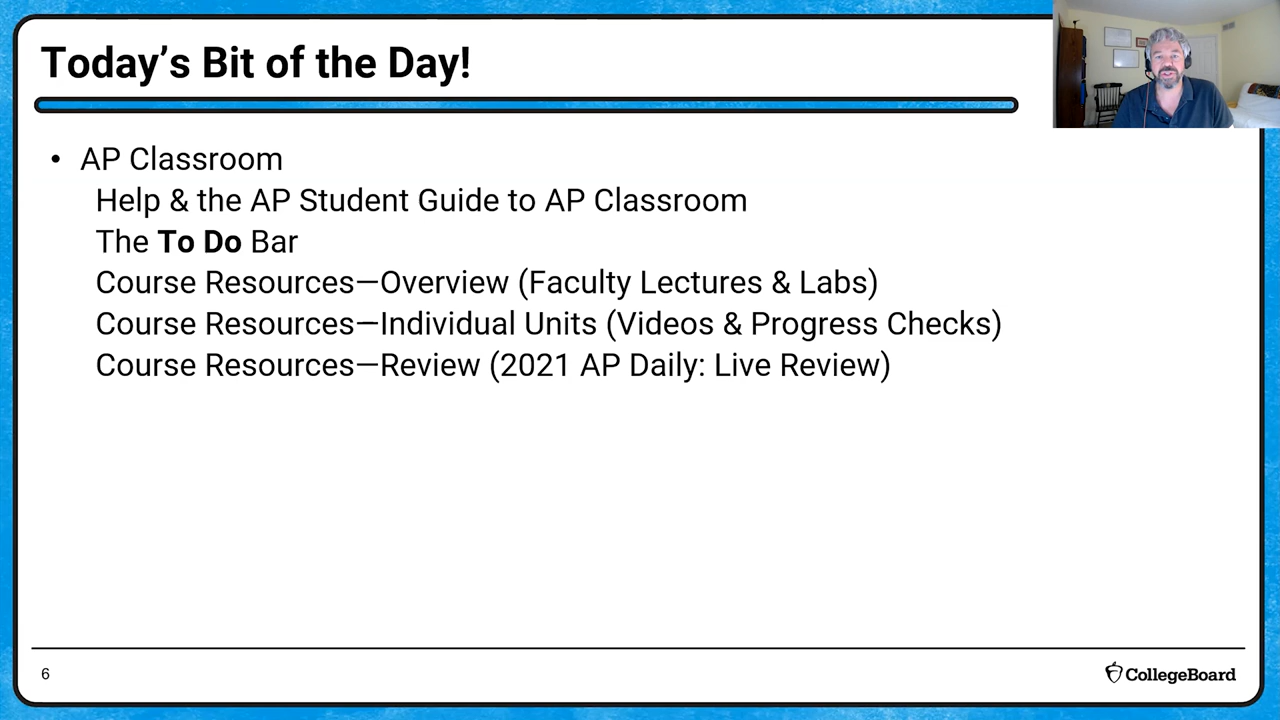 Today’s Bit of the Day!
• AP Classroom
Help & the AP Student Guide to AP Classroom
The To Do Bar
Course Resources—Overview (Faculty Lectures & Labs)
Course Resources—Individual Units (Videos & Progress Checks)
Course Resources—Review (2021 AP Daily: Live Review)
6
CollegeBoard